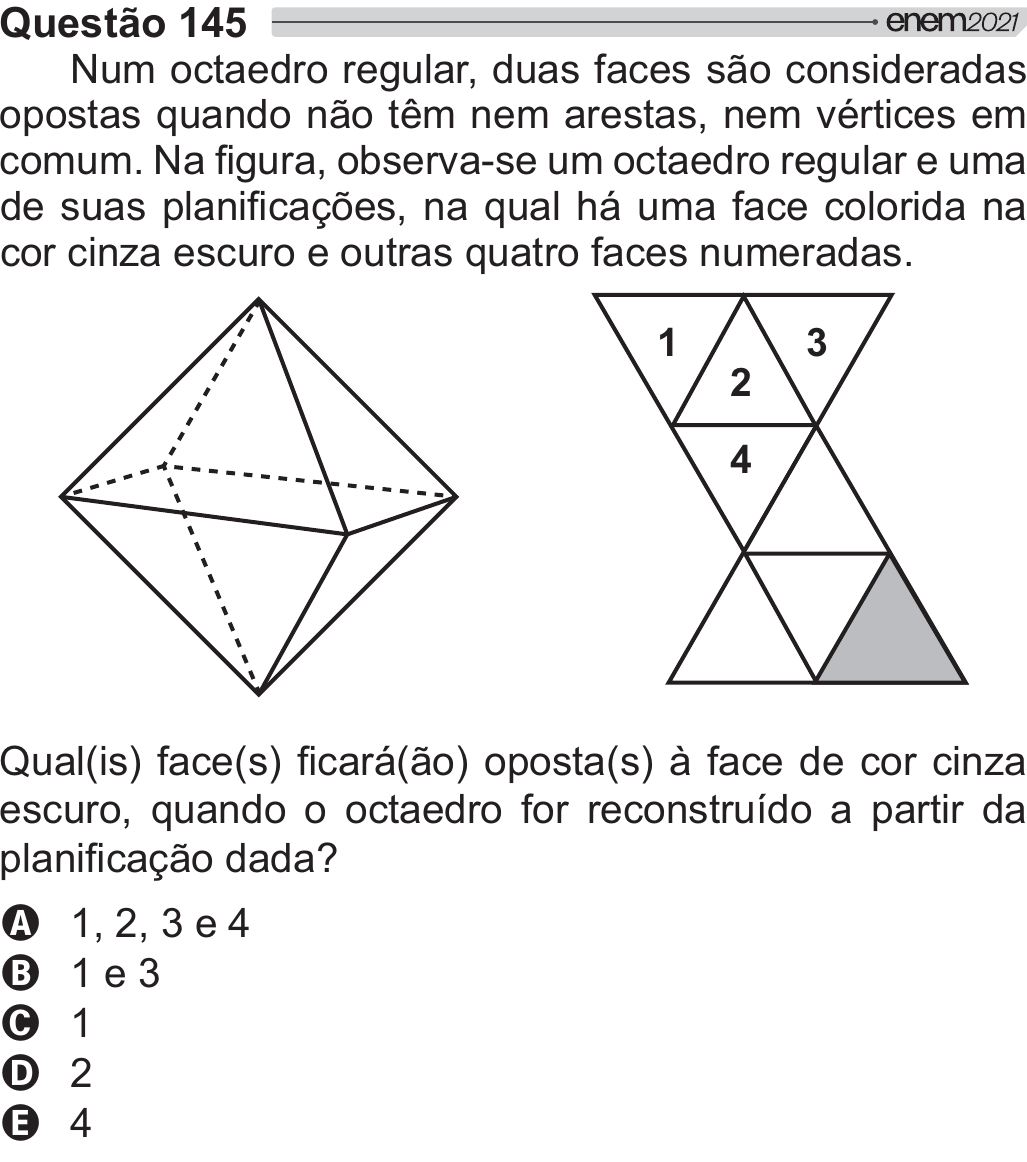 Questão 145 enem2021
Num octaedro regular, duas faces são consideradas
opostas quando não têm nem arestas, nem vértices em
comum. Na figura, observa-se um octaedro regular e uma
de suas planificações, na qual há uma face colorida na
cor cinza escuro e outras quatro faces numeradas.
1 3
2
4
Qual(is) face(s) ficará(ão) oposta(s) à face de cor cinza
escuro, quando o octaedro for reconstruído a partir da
planificação dada?
A 1, 2, 3 e 4
B 1 e 3
C 1
D 2
E 4